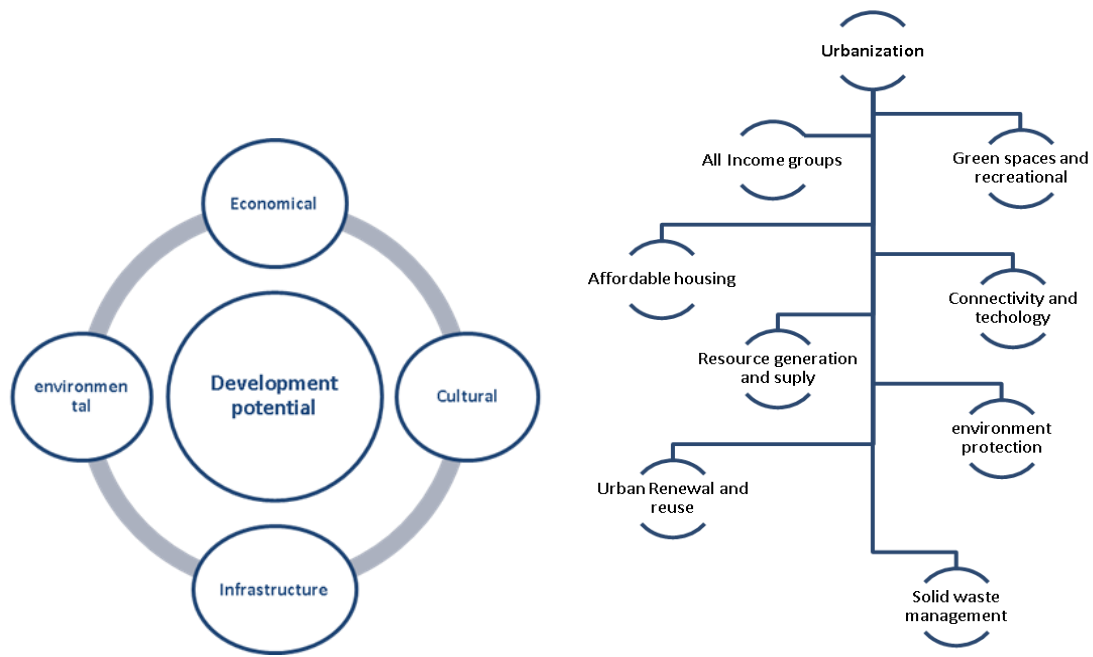 Economical
Development
potential
environmen
tal
Cultural
Infrastructure
Urbanization
All Income groups
Green spaces and
recreational
Affordable housing
Connectivity and
techology
Resource generation
and suply
environment
protection
Urban Renewal and
reuse
Solid waste
management